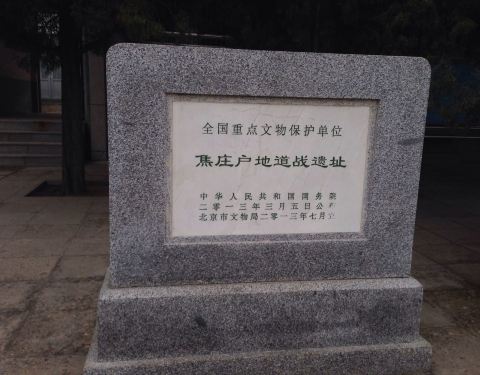 全国重点文物保护单位
焦庄户地道战遗址
中华人民共和国国务院
二零一三年三月五日公布
北京市文物局二零一三年七月立